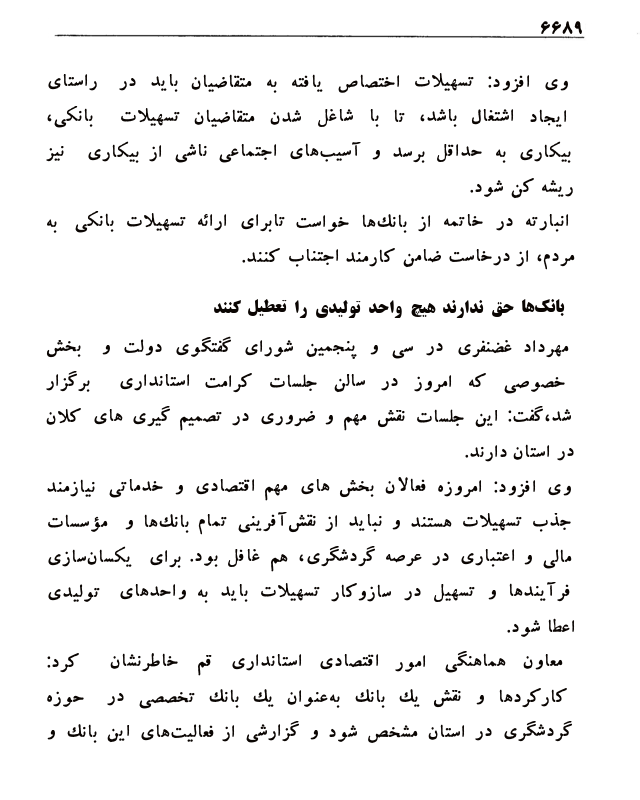 ۶۶۸۹
وی افزود: تسهیلات اختصاص یافته به متقاضیان باید در راستای
ایجاد اشتغال باشد، تا با شاغل شدن متقاضیان تسهیلات بانکی،
بیکاری به حداقل برسد و آسیب‌های اجتماعی ناشی از بیکاری نیز
ریشه کن شود.
انبارته در خاتمه از بانك‌ها خواست تابرای ارائه تسهیلات بانکی به
مردم، از درخاست ضامن کارمند اجتناب کنند.
بانک‌ها حق ندارند هیچ واحد تولیدی را تعطیل کنند
مهرداد غضنفری در سی و پنجمین شورای گفتگوی دولت و بخش
خصوصی که امروز در سالن جلسات کرامت استانداری برگزار
شد،گفت: این جلسات نقش مهم و ضروری در تصمیم گیری های کلان
در استان دارند.
وی افزود: امروزه فعالان بخش های مهم اقتصادی و خدماتی نیازمند
جذب تسهیلات هستند و نباید از نقش‌آفرینی تمام بانك‌ها و مؤسسات
مالی و اعتباری در عرصه گردشگری، هم غافل بود. برای یکسان‌سازی
فرآیندها و تسهیل در سازوکار تسهیلات باید به واحدهای تولیدی
اعطا شود.
معاون هماهنگی امور اقتصادی استانداری قم خاطرنشان کرد:
کارکردها و نقش یك بانك به‌عنوان یك بانك تخصصی در حوزه
گردشگری در استان مشخص شود و گزارشی از فعالیت‌های این بانك و